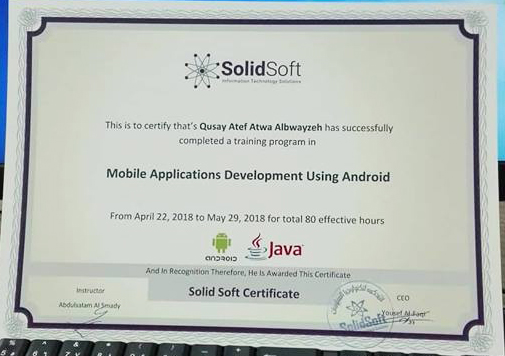 SolidSoft
Information Technology Solutions
This is to certify that's Qusay Atef Atwa Albwayzeh has successfully
completed a training program in
Mobile Applications Development Using Android
From April 22, 2018 to May 29, 2018 for total 80 effective hours
ANDROID
Java
And In Recognition Therefore, He Is Awarded This Certificate
Solid Soft Certificate
Instructor
Abdulsalam Al Smady
CEO
Yousef Al Faqr
SolidSoft